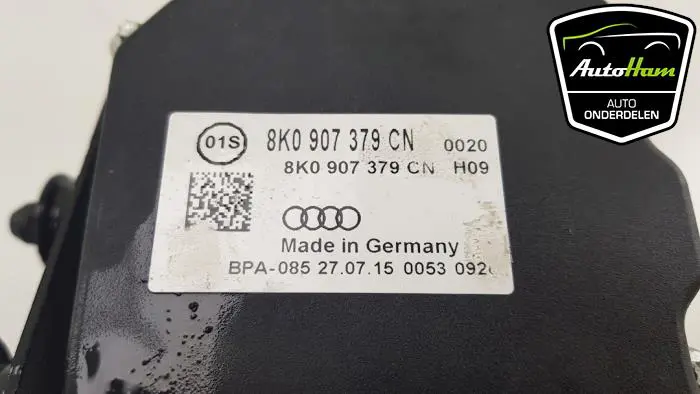 AutoHam
AUTO
ONDERDELEN
01S 8K0 907 379 CN 0020
8K0 907 379 CN H09
Made in Germany
BPA-085 27.07.15 0053